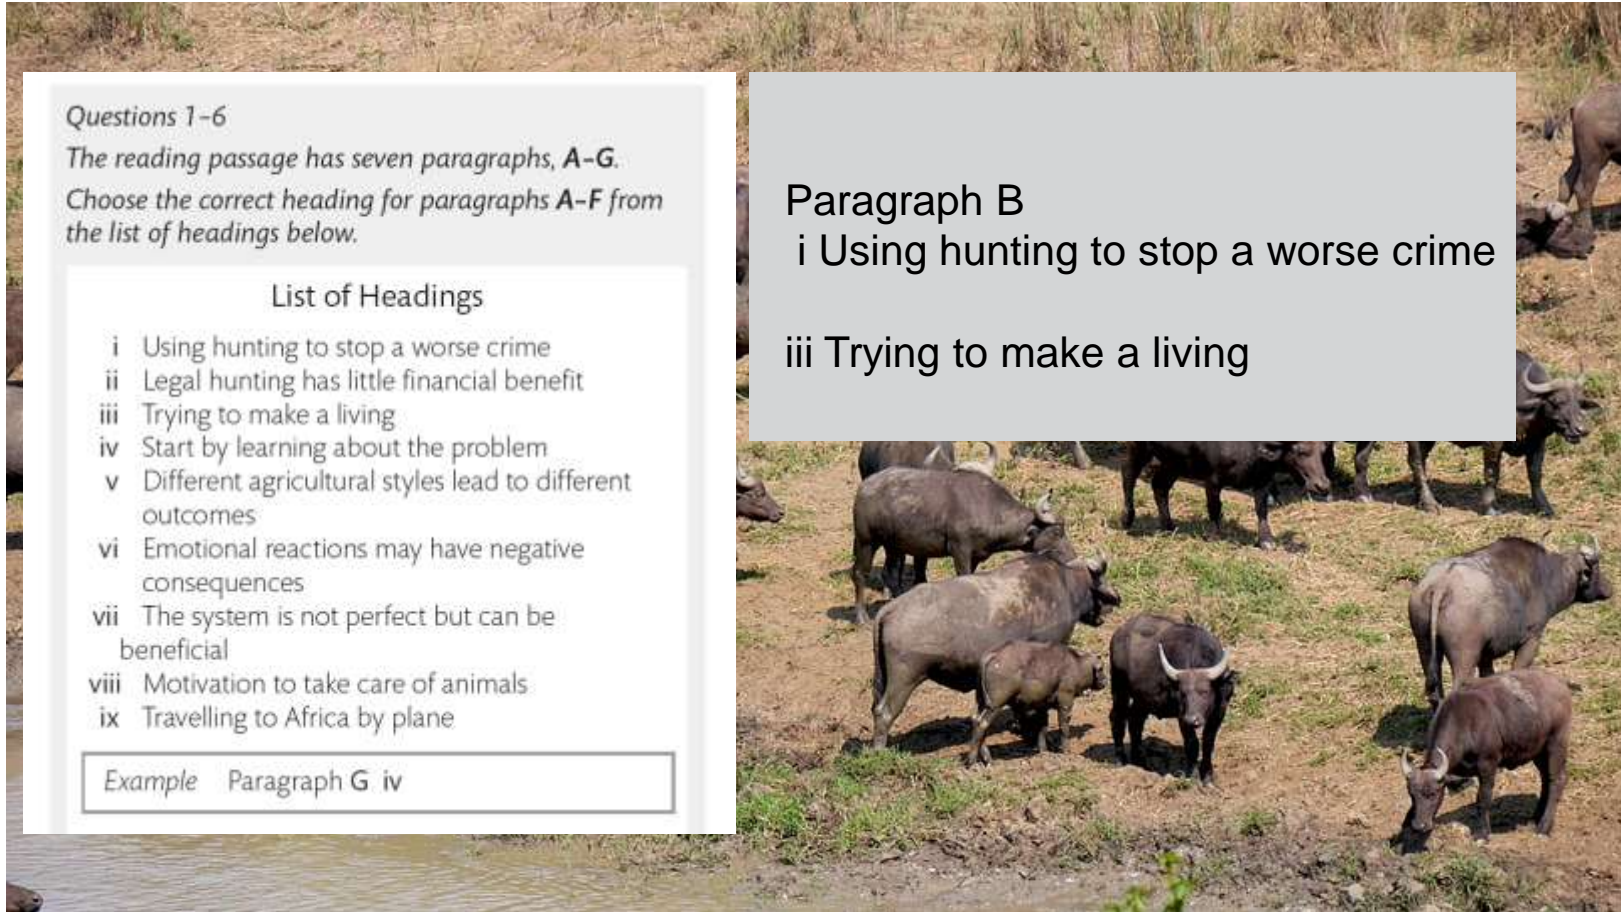 Questions 1–6
The reading passage has seven paragraphs, A–G.
Choose the correct heading for paragraphs A–F from
the list of headings below.
List of Headings
i Using hunting to stop a worse crime
ii Legal hunting has little financial benefit
iii Trying to make a living
iv Start by learning about the problem
v Different agricultural styles lead to different
outcomes
vi Emotional reactions may have negative
consequences
vii The system is not perfect but can be
beneficial
viii Motivation to take care of animals
ix Travelling to Africa by plane
Example Paragraph G iv
Paragraph B
i Using hunting to stop a worse crime
iii Trying to make a living